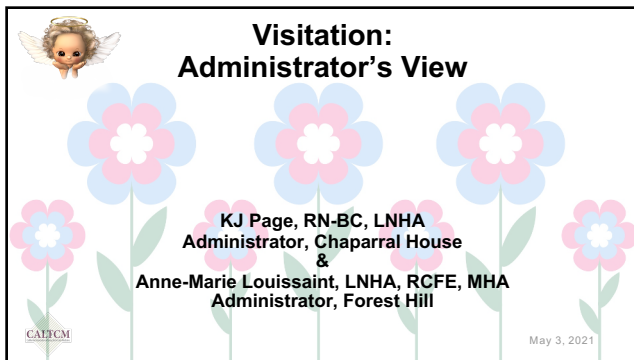 Visitation:
Administrator's View
KJ Page, RN-BC, LNHA
Administrator, Chaparral House
&
Anne-Marie Louissaint, LNHA, RCFE, MHA
Administrator, Forest Hill
CALTCM
May 3, 2021